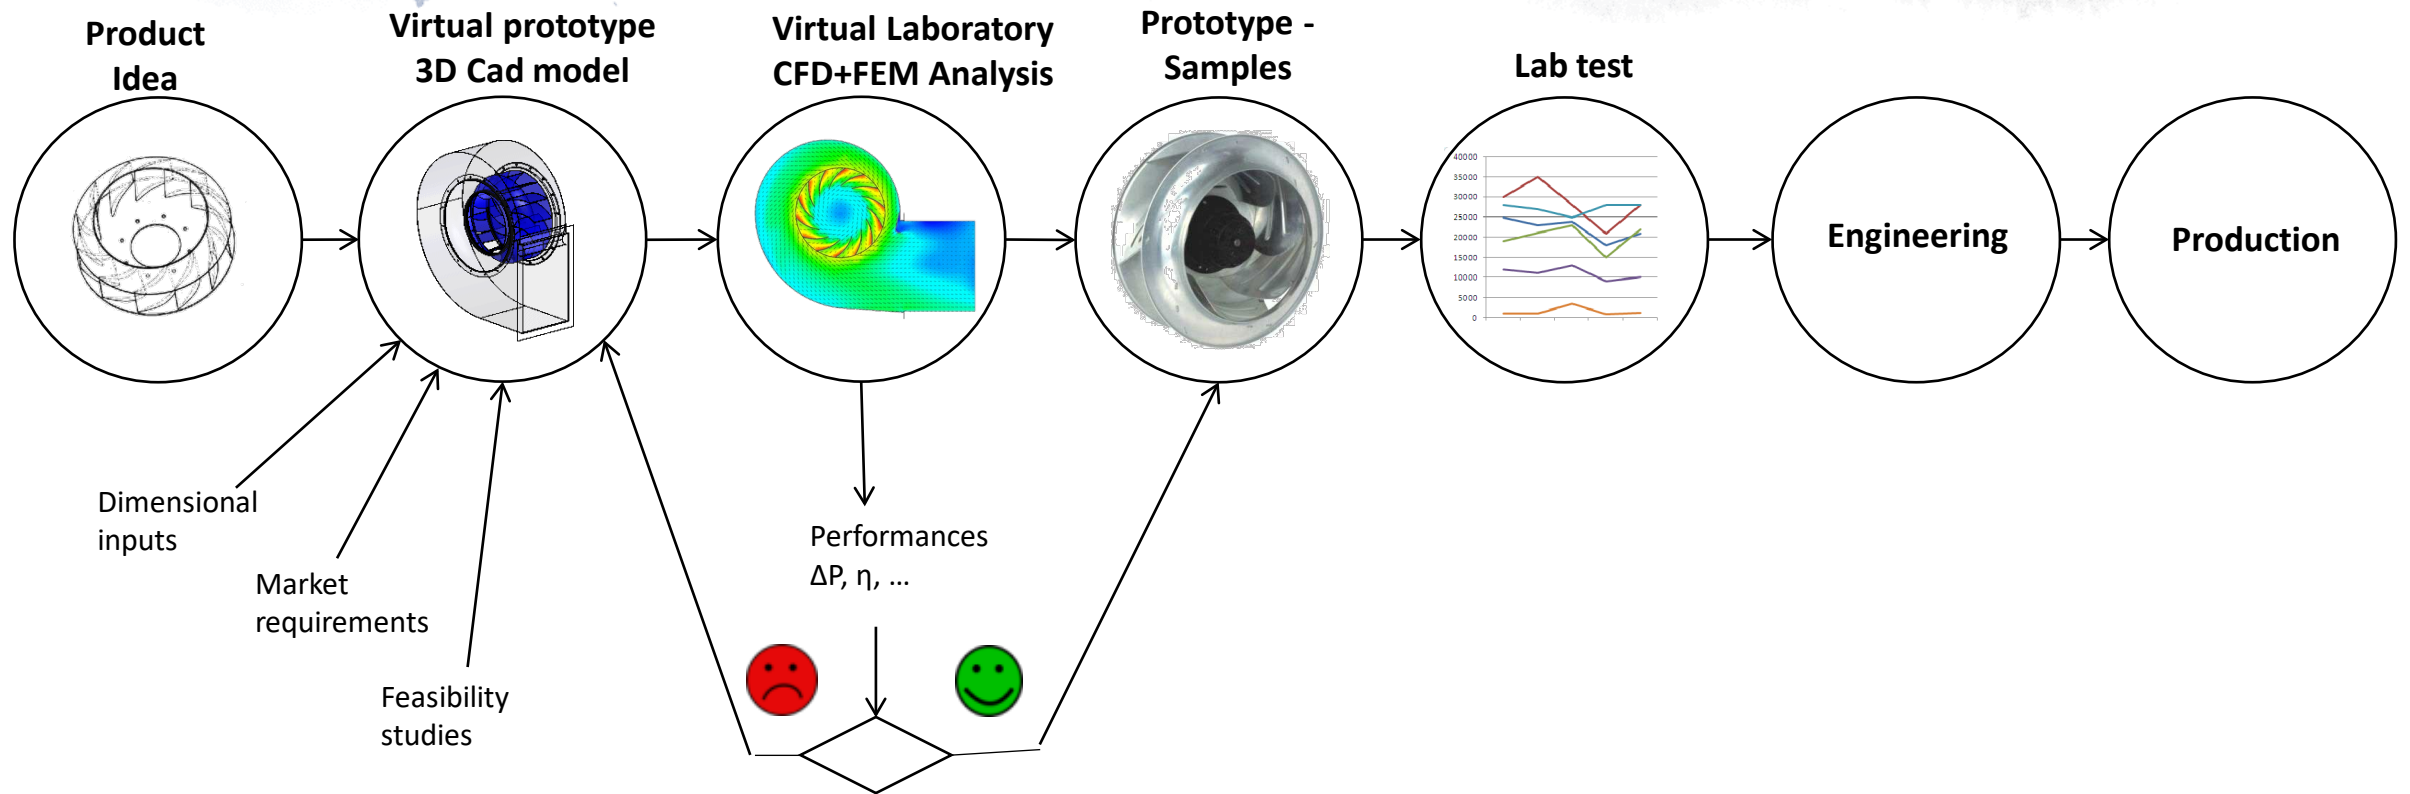 Product
Idea
Virtual prototype
3D Cad model
Virtual Laboratory
CFD+FEM Analysis
Prototype -
Samples
Lab test
40000
35000
30000
25000
20000
15000
10000
5000
0
Engineering
Production
Dimensional
inputs
Market
requirements
Feasibility
studies
Performances
ΔP, η, ...